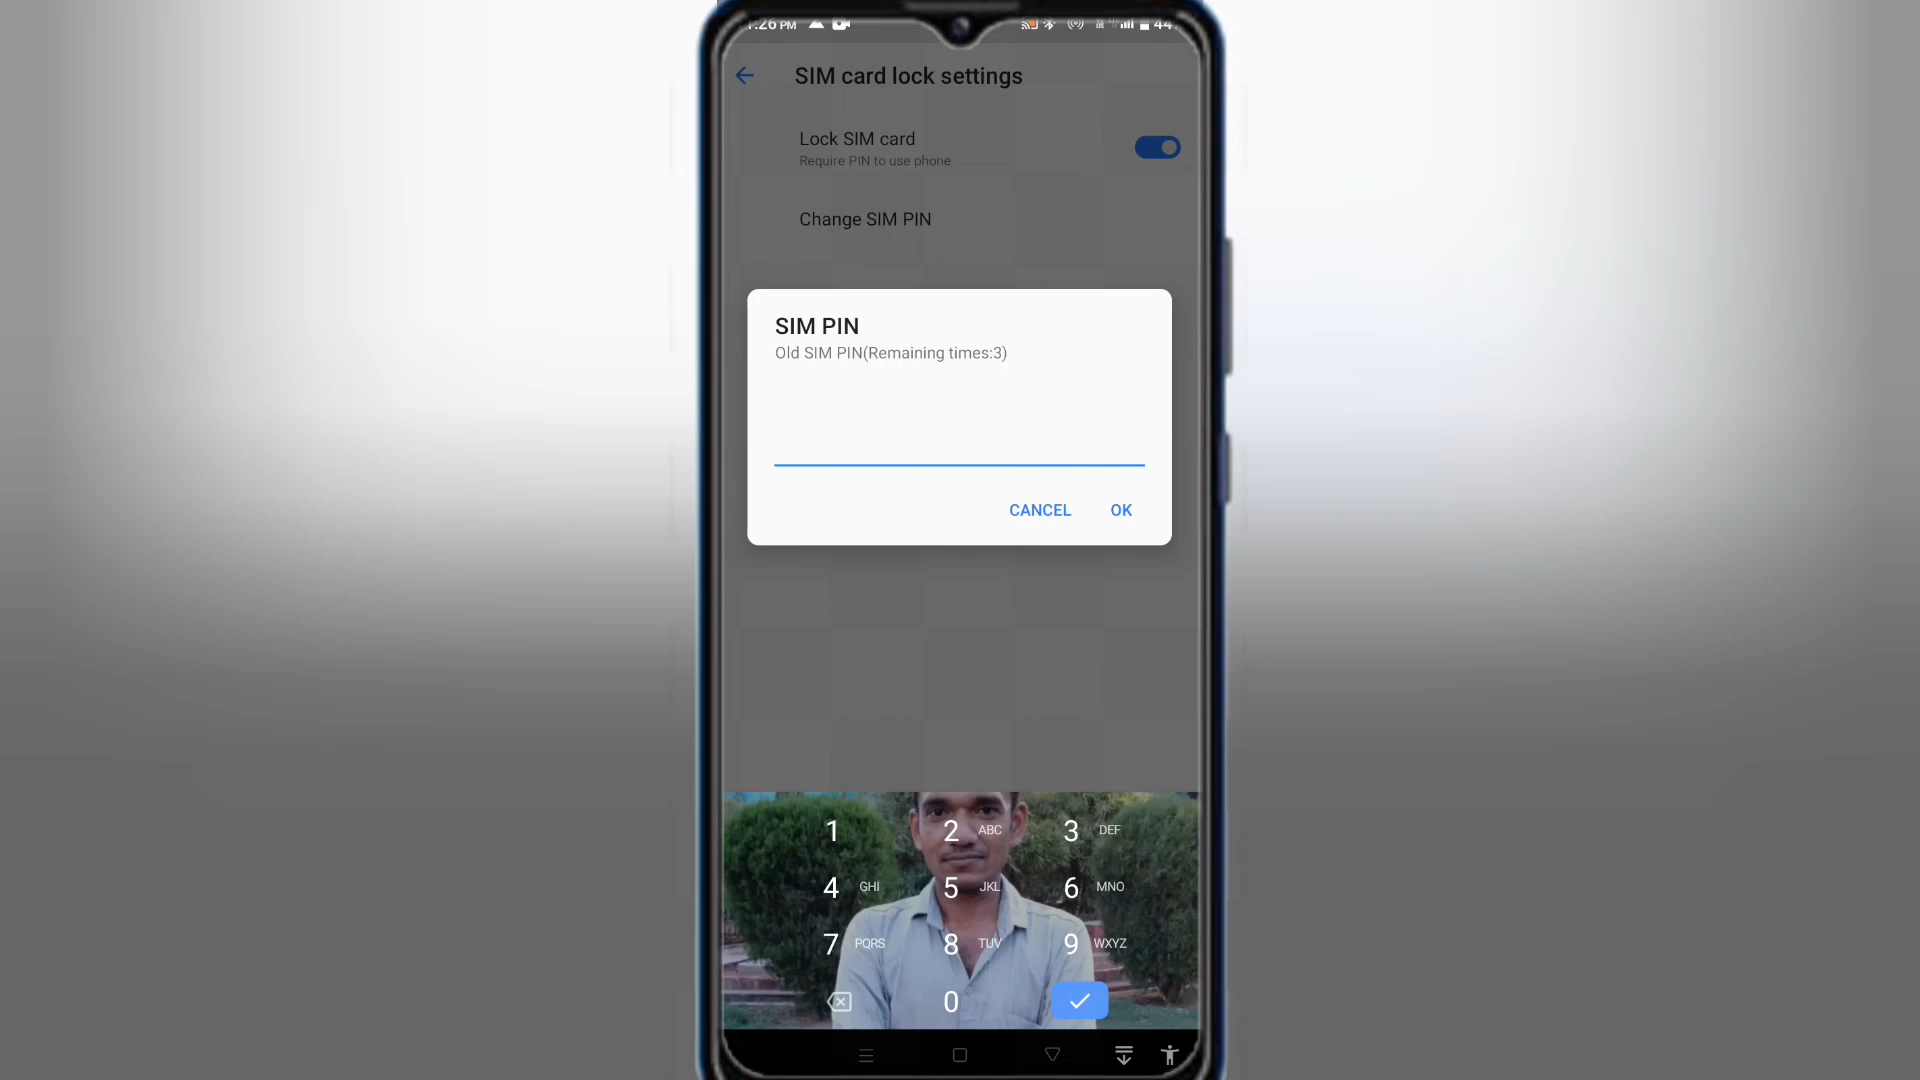 1:26 PM 44
SIM card lock settings
Lock SIM card
Require PIN to use phone
Change SIM PIN
SIM PIN
Old SIM PIN(Remaining times:3)
CANCEL OK
1 2 ABC 3 DEF
4 GHI 5 JKL 6 MNO
7 PQRS 8 TUV 9 WXYZ
0